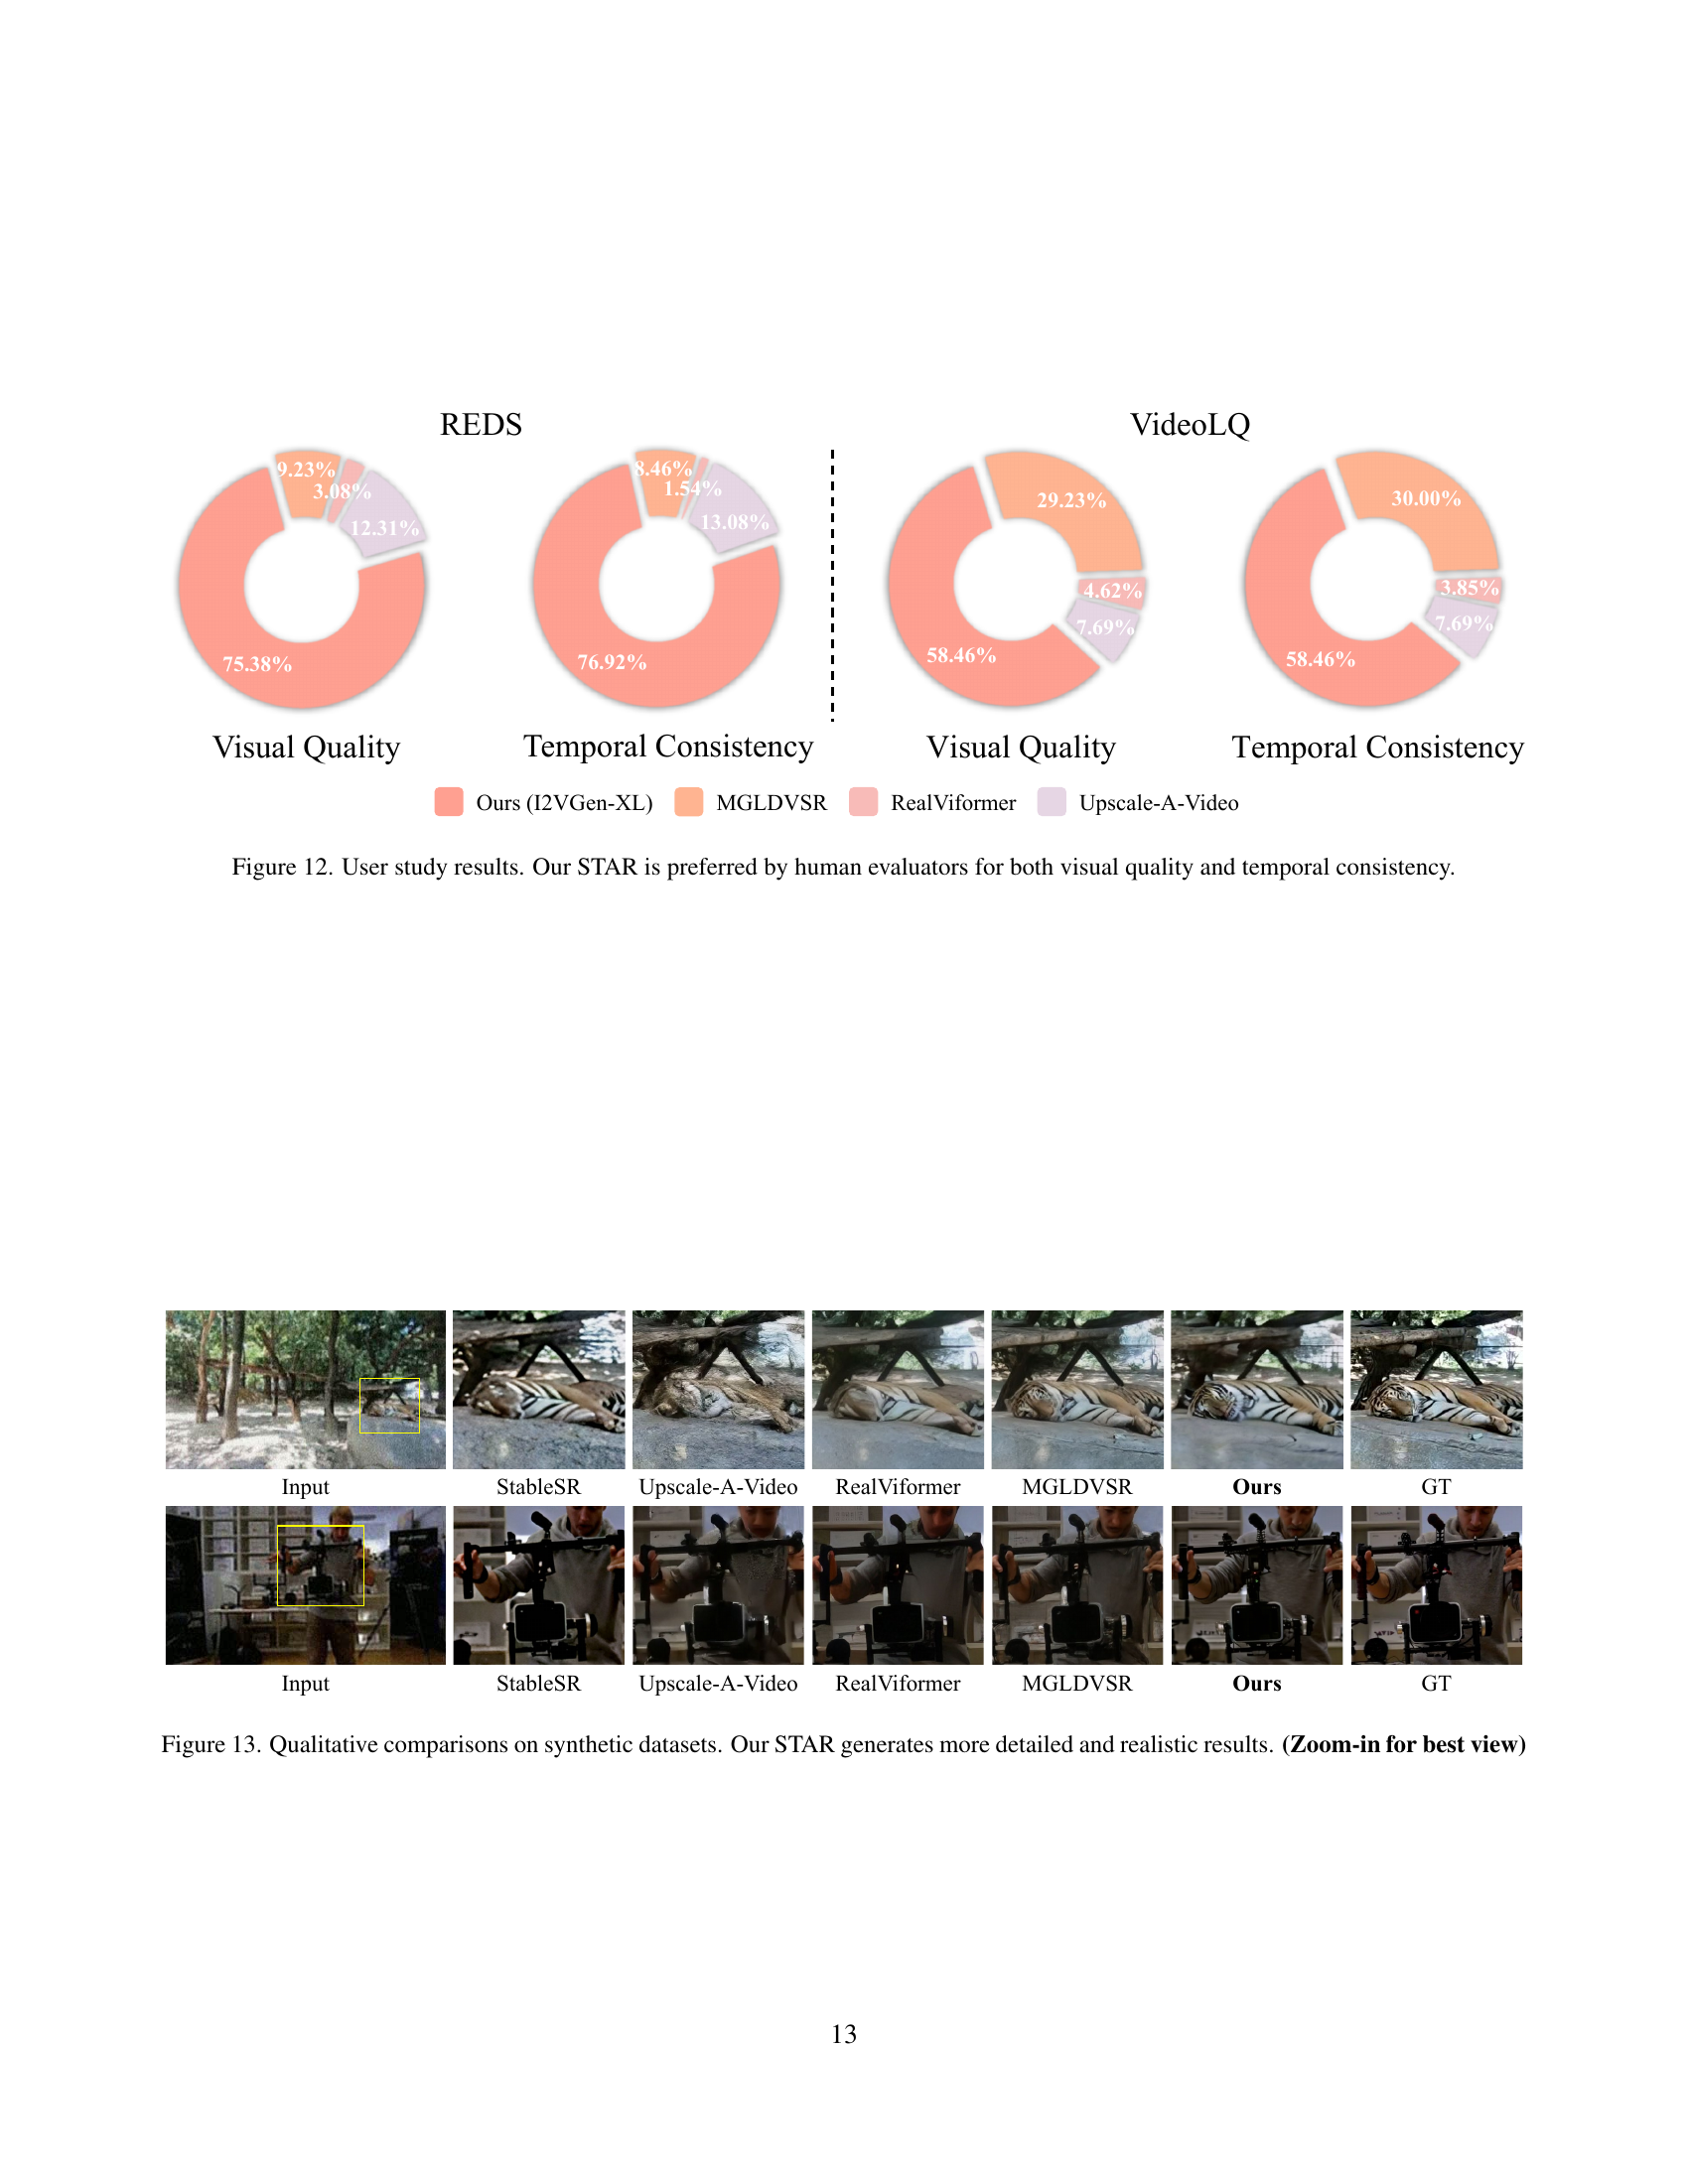 REDS
VideoLQ
9.23%
3.08%
12.31%
75.38%
8.46%
1.54%
13.08%
76.92%
29.23%
4.62%
7.69%
58.46%
30.00%
3.85%
7.69%
58.46%
Visual Quality
Temporal Consistency
Visual Quality
Temporal Consistency
Ours (I2VGen-XL)
MGLDVSR
RealViformer
Upscale-A-Video
Figure 12. User study results. Our STAR is preferred by human evaluators for both visual quality and temporal consistency.
Input
StableSR
Upscale-A-Video
RealViformer
MGLDVSR
Ours
GT
Input
StableSR
Upscale-A-Video
RealViformer
MGLDVSR
Ours
GT
Figure 13. Qualitative comparisons on synthetic datasets. Our STAR generates more detailed and realistic results. (Zoom-in for best view)
13